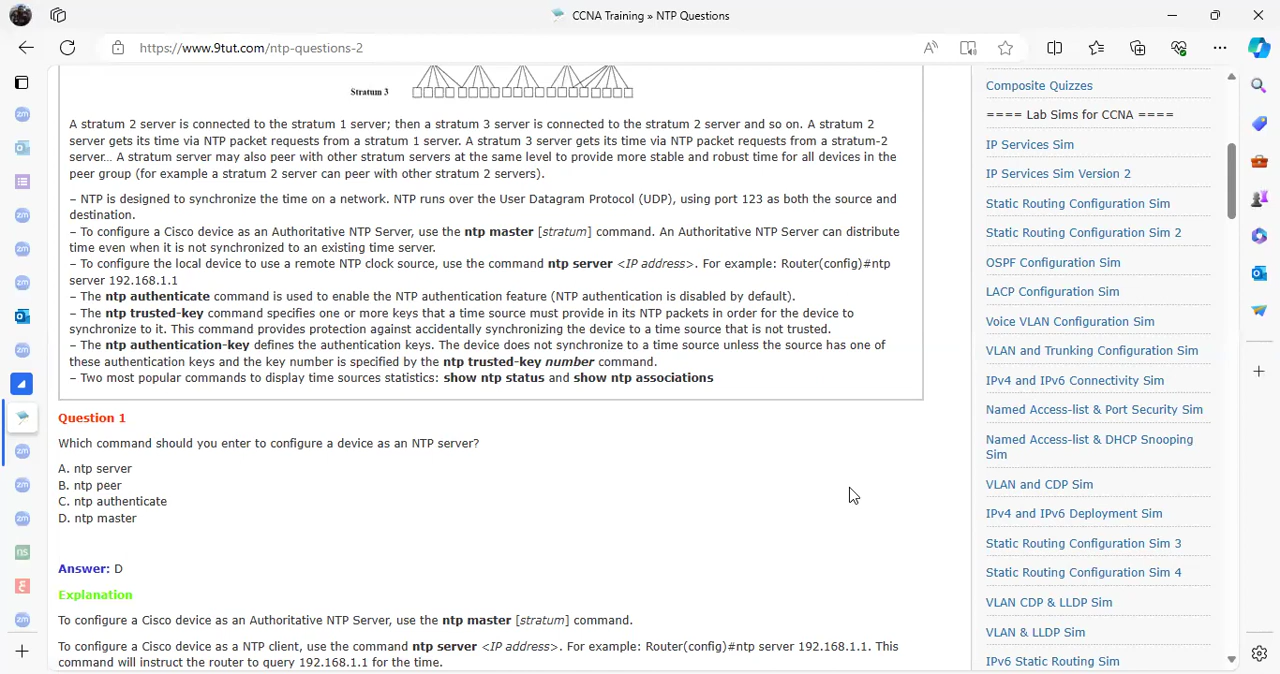 CCNA Training » NTP Questions
https://www.9tut.com/ntp-questions-2
Stratum 3
A stratum 2 server is connected to the stratum 1 server; then a stratum 3 server is connected to the stratum 2 server and so on. A stratum 2
server gets its time via NTP packet requests from a stratum 1 server. A stratum 3 server gets its time via NTP packet requests from a stratum-2
server… A stratum server may also peer with other stratum servers at the same level to provide more stable and robust time for all devices in the
peer group (for example a stratum 2 server can peer with other stratum 2 servers).
– NTP is designed to synchronize the time on a network. NTP runs over the User Datagram Protocol (UDP), using port 123 as both the source and
destination.
– To configure a Cisco device as an Authoritative NTP Server, use the ntp master [stratum] command. An Authoritative NTP Server can distribute
time even when it is not synchronized to an existing time server.
– To configure the local device to use a remote NTP clock source, use the command ntp server <IP address>. For example: Router(config)#ntp
server 192.168.1.1
– The ntp authenticate command is used to enable the NTP authentication feature (NTP authentication is disabled by default).
– The ntp trusted-key command specifies one or more keys that a time source must provide in its NTP packets in order for the device to
synchronize to it. This command provides protection against accidentally synchronizing the device to a time source that is not trusted.
– The ntp authentication-key defines the authentication keys. The device does not synchronize to a time source unless the source has one of
these authentication keys and the key number is specified by the ntp trusted-key number command.
– Two most popular commands to display time sources statistics: show ntp status and show ntp associations
Question 1
Which command should you enter to configure a device as an NTP server?
A. ntp server
B. ntp peer
C. ntp authenticate
D. ntp master
Answer: D
Explanation
To configure a Cisco device as an Authoritative NTP Server, use the ntp master [stratum] command.
To configure a Cisco device as a NTP client, use the command ntp server <IP address>. For example: Router(config)#ntp server 192.168.1.1. This
command will instruct the router to query 192.168.1.1 for the time.
Composite Quizzes
==== Lab Sims for CCNA ====
IP Services Sim
IP Services Sim Version 2
Static Routing Configuration Sim
Static Routing Configuration Sim 2
OSPF Configuration Sim
LACP Configuration Sim
Voice VLAN Configuration Sim
VLAN and Trunking Configuration Sim
IPv4 and IPv6 Connectivity Sim
Named Access-list & Port Security Sim
Named Access-list & DHCP Snooping
Sim
VLAN and CDP Sim
IPv4 and IPv6 Deployment Sim
Static Routing Configuration Sim 3
Static Routing Configuration Sim 4
VLAN CDP & LLDP Sim
VLAN & LLDP Sim
IPv6 Static Routing Sim